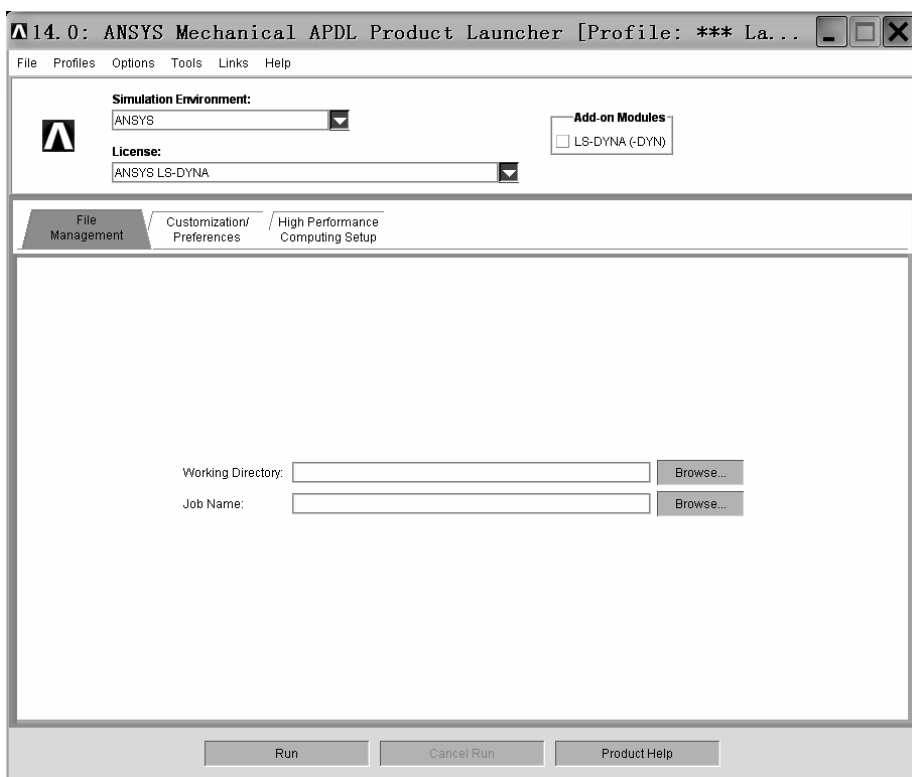 14.0: ANSYS Mechanical APDL Product Launcher [Profile: *** La...
File Profiles Options Tools Links Help
Simulation Environment:
ANSYS
Add-on Modules
LS-DYNA (-DYN)
License:
ANSYS LS-DYNA
File
Management
Customization/
Preferences
High Performance
Computing Setup
Working Directory:
Browse...
Job Name:
Browse...
Run
Cancel Run
Product Help